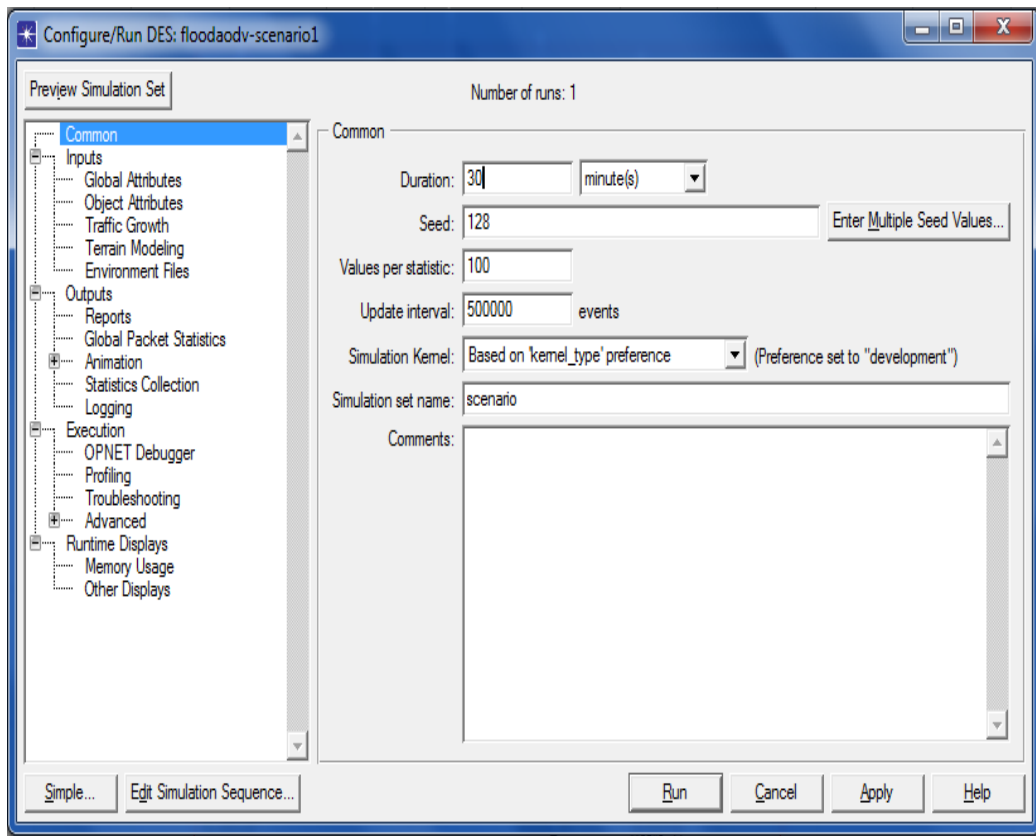 Configure/Run DES: floodaodv-scenario1
Preview Simulation Set
Number of runs: 1
Common
Inputs
Global Attributes
Object Attributes
Traffic Growth
Terrain Modeling
Environment Files
Outputs
Reports
Global Packet Statistics
Animation
Statistics Collection
Logging
Execution
OPNET Debugger
Profiling
Troubleshooting
Advanced
Runtime Displays
Memory Usage
Other Displays
Common
Duration: 30 minute(s)
Seed: 128 Enter Multiple Seed Values...
Values per statistic: 100
Update interval: 500000 events
Simulation Kernel: Based on 'kernel_type' preference (Preference set to "development")
Simulation set name: scenario
Comments:
Simple... Edit Simulation Sequence... Run Cancel Apply Help